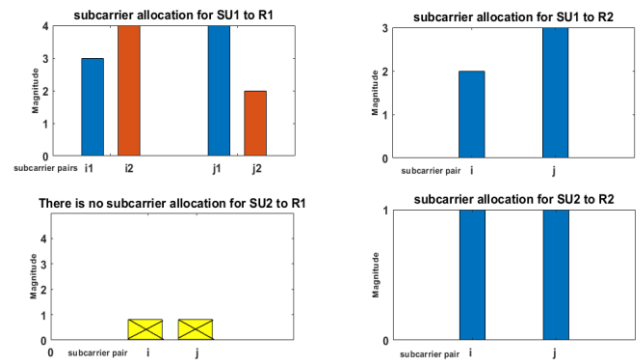 subcarrier allocation for SU1 to R1
4
3
2
1
0
Magnitude
subcarrier pairs i1 i2 j1 j2
subcarrier allocation for SU1 to R2
3
2
1
0
Magnitude
subcarrier pair i j
There is no subcarrier allocation for SU2 to R1
4
3
2
1
0
Magnitude
0 subcarrier pair i j
subcarrier allocation for SU2 to R2
1
0
Magnitude
subcarrier pair i j